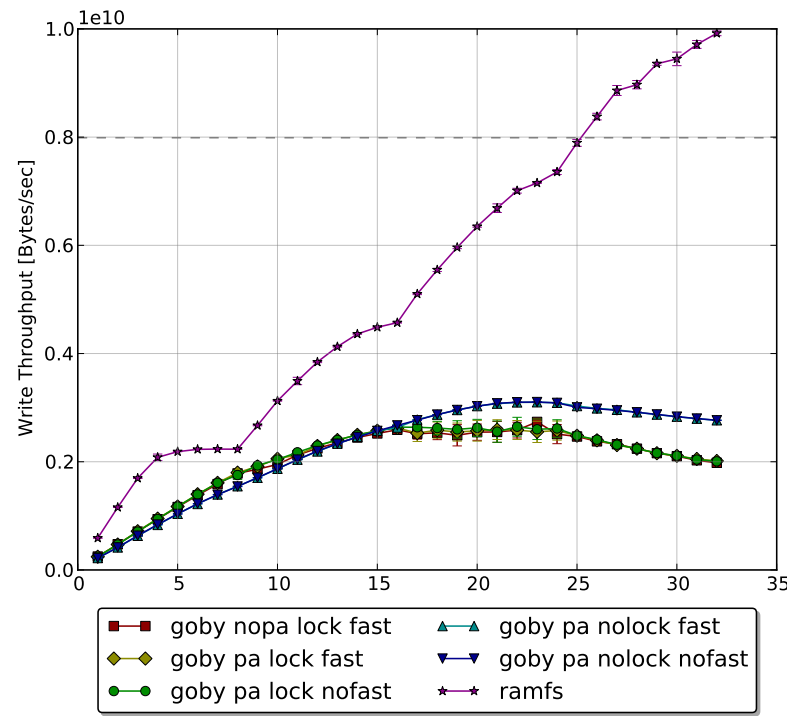 1e10
1.0
0.8
0.6
0.4
0.2
0.0
Write Throughput [Bytes/sec]
0 5 10 15 20 25 30 35
goby nopa lock fast
goby pa lock fast
goby pa lock nofast
goby pa nolock fast
goby pa nolock nofast
ramfs